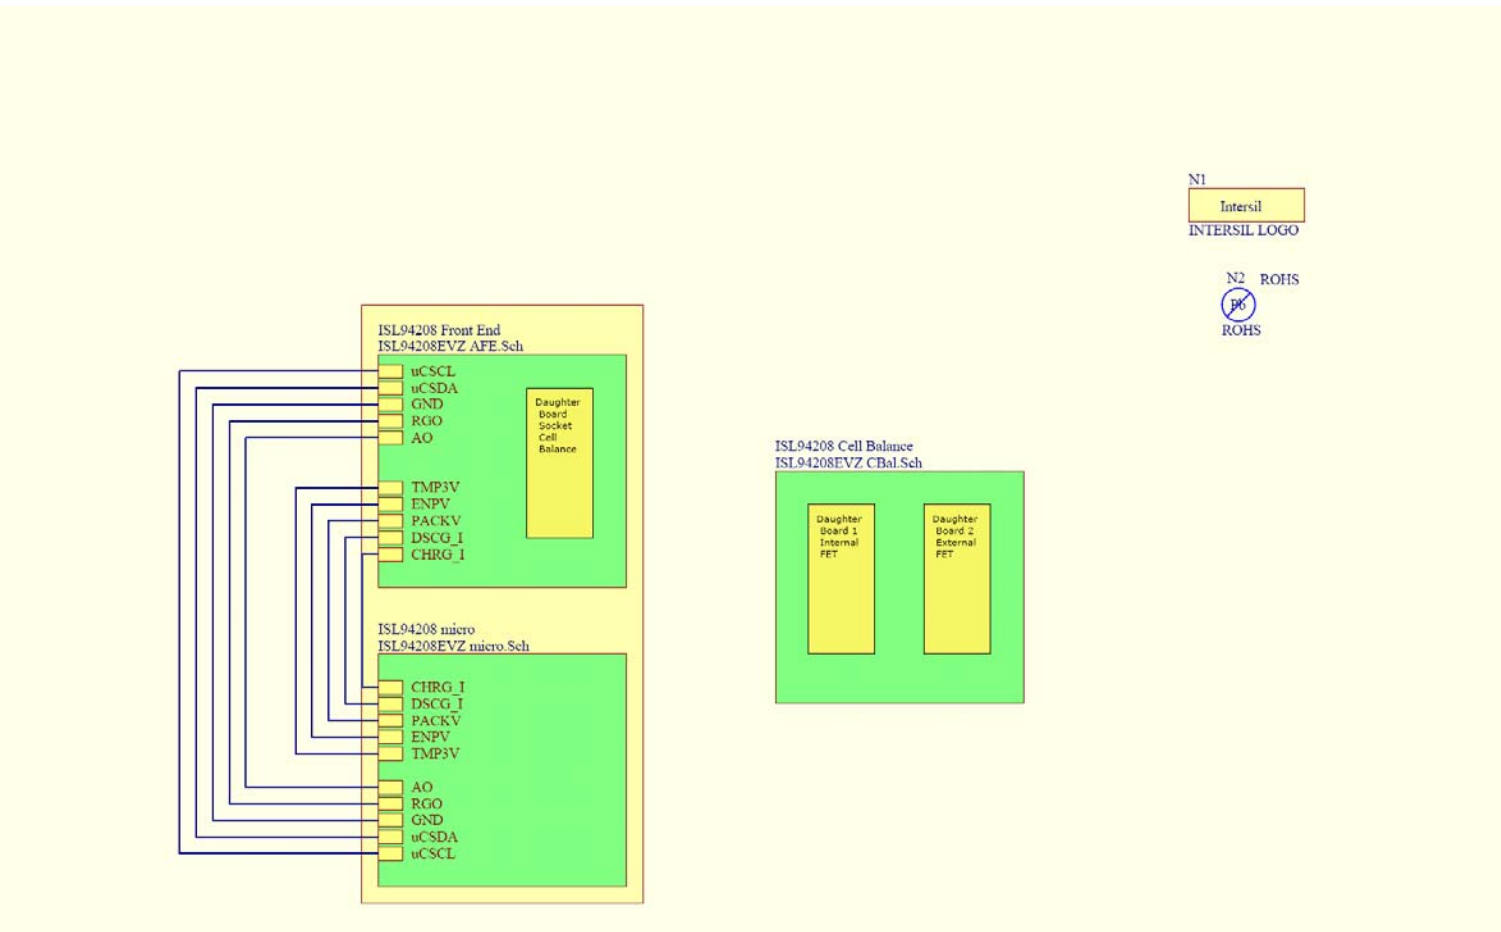 N1
Intersil
INTERSIL LOGO
N2 ROHS
Pb
ROHS
ISL94208 Front End
ISL94208EVZ AFE.Sch
uCSCL
uCSDA
GND
RGO
AO
TMP3V
ENPV
PACKV
DSCG_I
CHRG_I
Daughter
Board
Socket
Cell
Balance
ISL94208 micro
ISL94208EVZ micro.Sch
CHRG_I
DSCG_I
PACKV
ENPV
TMP3V
AO
RGO
GND
uCSDA
uCSCL
ISL94208 Cell Balance
ISL94208EVZ CBal.Sch
Daughter
Board 1
Internal
FET
Daughter
Board 2
External
FET